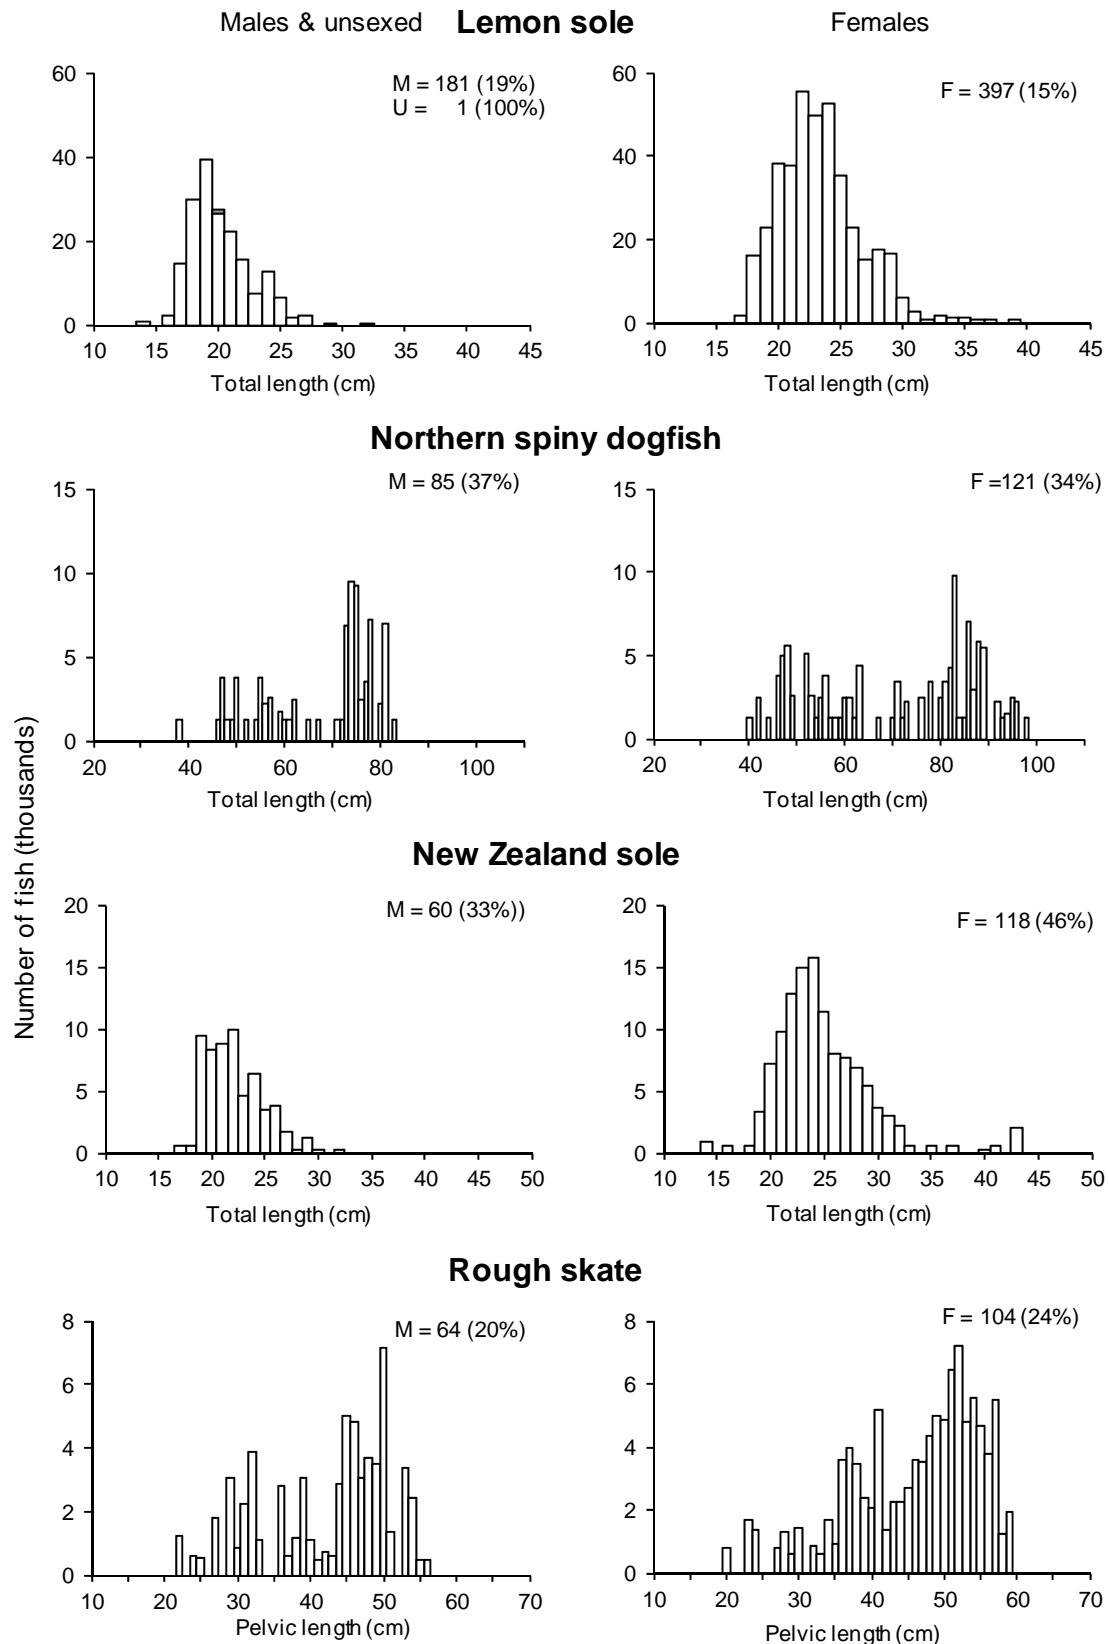 Males & unsexed Lemon sole Females
M = 181 (19%)
U = 1 (100%)
F = 397 (15%)
60
40
20
0
10 15 20 25 30 35 40 45
Total length (cm)
60
40
20
0
10 15 20 25 30 35 40 45
Total length (cm)
Northern spiny dogfish
M = 85 (37%)
F =121 (34%)
15
10
5
0
20 40 60 80 100
Total length (cm)
15
10
5
0
20 40 60 80 100
Total length (cm)
Number of fish (thousands)
New Zealand sole
M = 60 (33%))
F = 118 (46%)
20
15
10
5
0
10 15 20 25 30 35 40 45 50
Total length (cm)
20
15
10
5
0
10 15 20 25 30 35 40 45 50
Total length (cm)
Rough skate
M = 64 (20%)
F = 104 (24%)
8
6
4
2
0
10 20 30 40 50 60 70
Pelvic length (cm)
8
6
4
2
0
10 20 30 40 50 60 70
Pelvic length (cm)